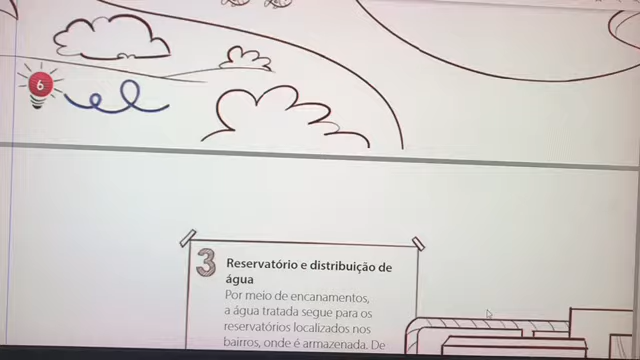 6
3
Reservatório e distribuição de
água
Por meio de encanamentos,
a água tratada segue para os
reservatórios localizados nos
bairros, onde é armazenada. De